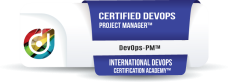 CERTIFIED DEVOPS
PROJECT MANAGER™
DevOps-PM™
INTERNATIONAL DEVOPS
CERTIFICATION ACADEMY™